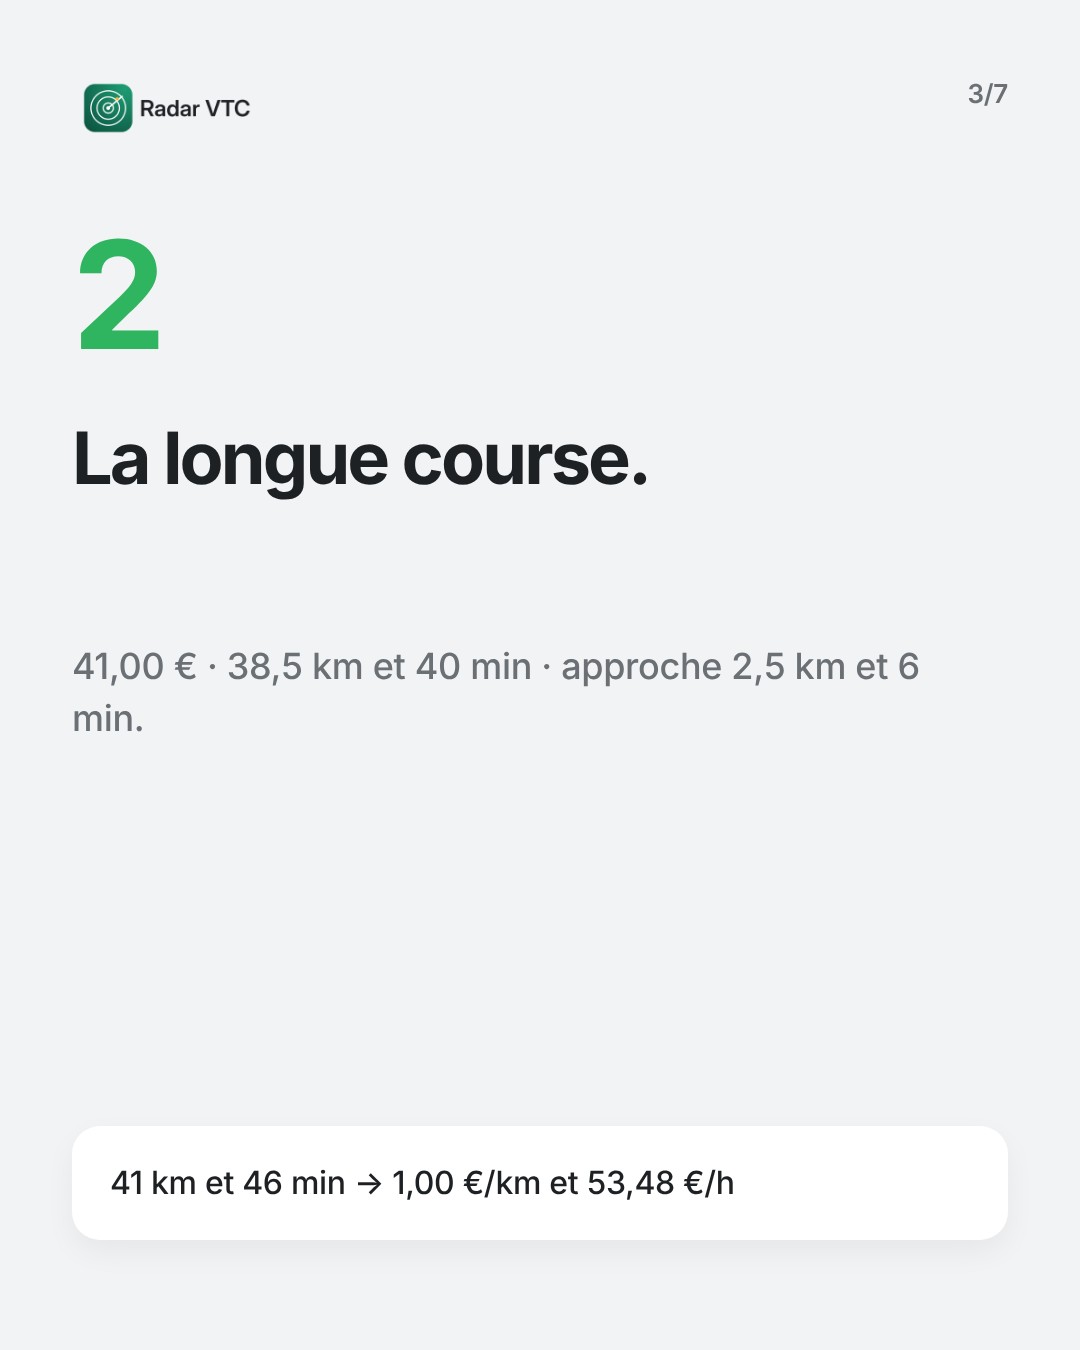 Radar VTC
3/7
2
La longue course.
41,00 € · 38,5 km et 40 min · approche 2,5 km et 6
min.
41 km et 46 min → 1,00 €/km et 53,48 €/h